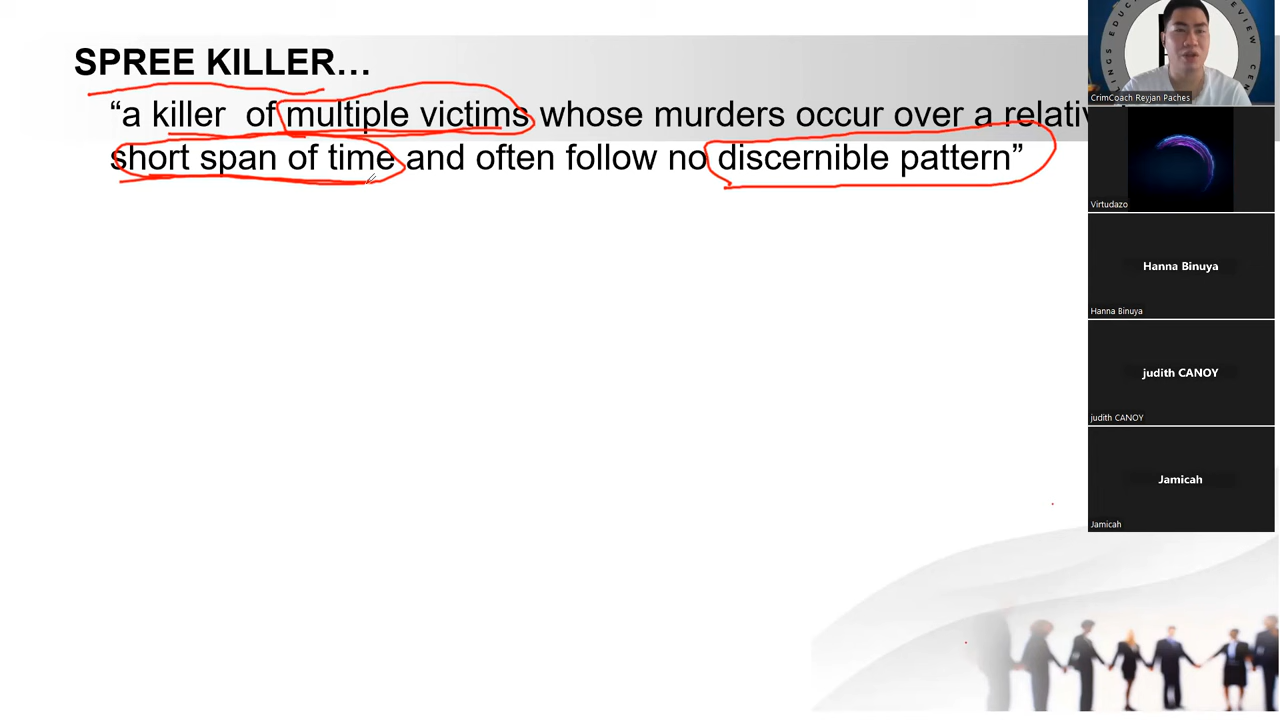 SPREE KILLER…
“a killer of multiple victims whose murders occur over a
short span of time and often follow no discernible pattern”
CrimCoach Reyjan Paches
Virtudazo
Hanna Binuya
Hanna Binuya
judith CANOY
judith CANOY
Jamicah
Jamicah